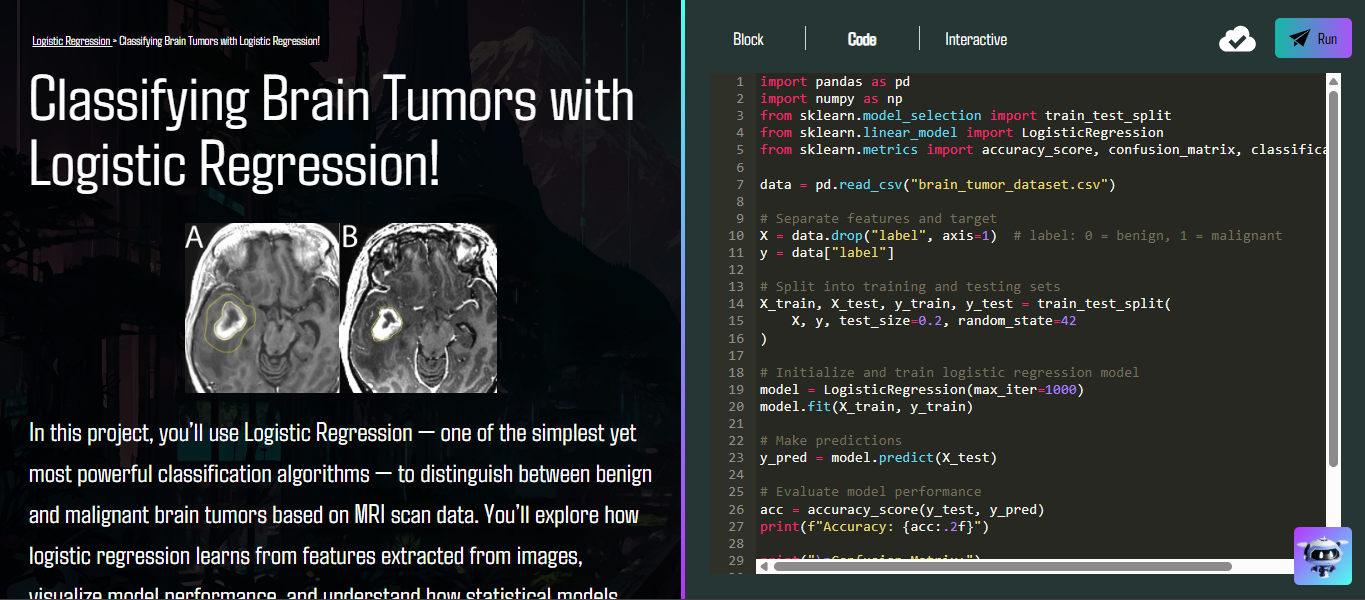 Logistic Regression > Classifying Brain Tumors with Logistic Regression!
Classifying Brain Tumors with
Logistic Regression!
A B
In this project, you'll use Logistic Regression — one of the simplest yet
most powerful classification algorithms — to distinguish between benign
and malignant brain tumors based on MRI scan data. You'll explore how
logistic regression learns from features extracted from images,
visualize model performance, and understand how statistical models
Block
Code
Interactive
Run
1 import pandas as pd
2 import numpy as np
3 from sklearn.model_selection import train_test_split
4 from sklearn.linear_model import LogisticRegression
5 from sklearn.metrics import accuracy_score, confusion_matrix, classifica
6
7 data = pd.read_csv("brain_tumor_dataset.csv")
8
9 # Separate features and target
10 X = data.drop("label", axis=1)  # label: 0 = benign, 1 = malignant
11 y = data["label"]
12
13 # Split into training and testing sets
14 X_train, X_test, y_train, y_test = train_test_split(
15     X, y, test_size=0.2, random_state=42
16 )
17
18 # Initialize and train logistic regression model
19 model = LogisticRegression(max_iter=1000)
20 model.fit(X_train, y_train)
21
22 # Make predictions
23 y_pred = model.predict(X_test)
24
25 # Evaluate model performance
26 acc = accuracy_score(y_test, y_pred)
27 print(f"Accuracy: {acc:.2f}")
28
29 print("\nConfusion Matrix:")